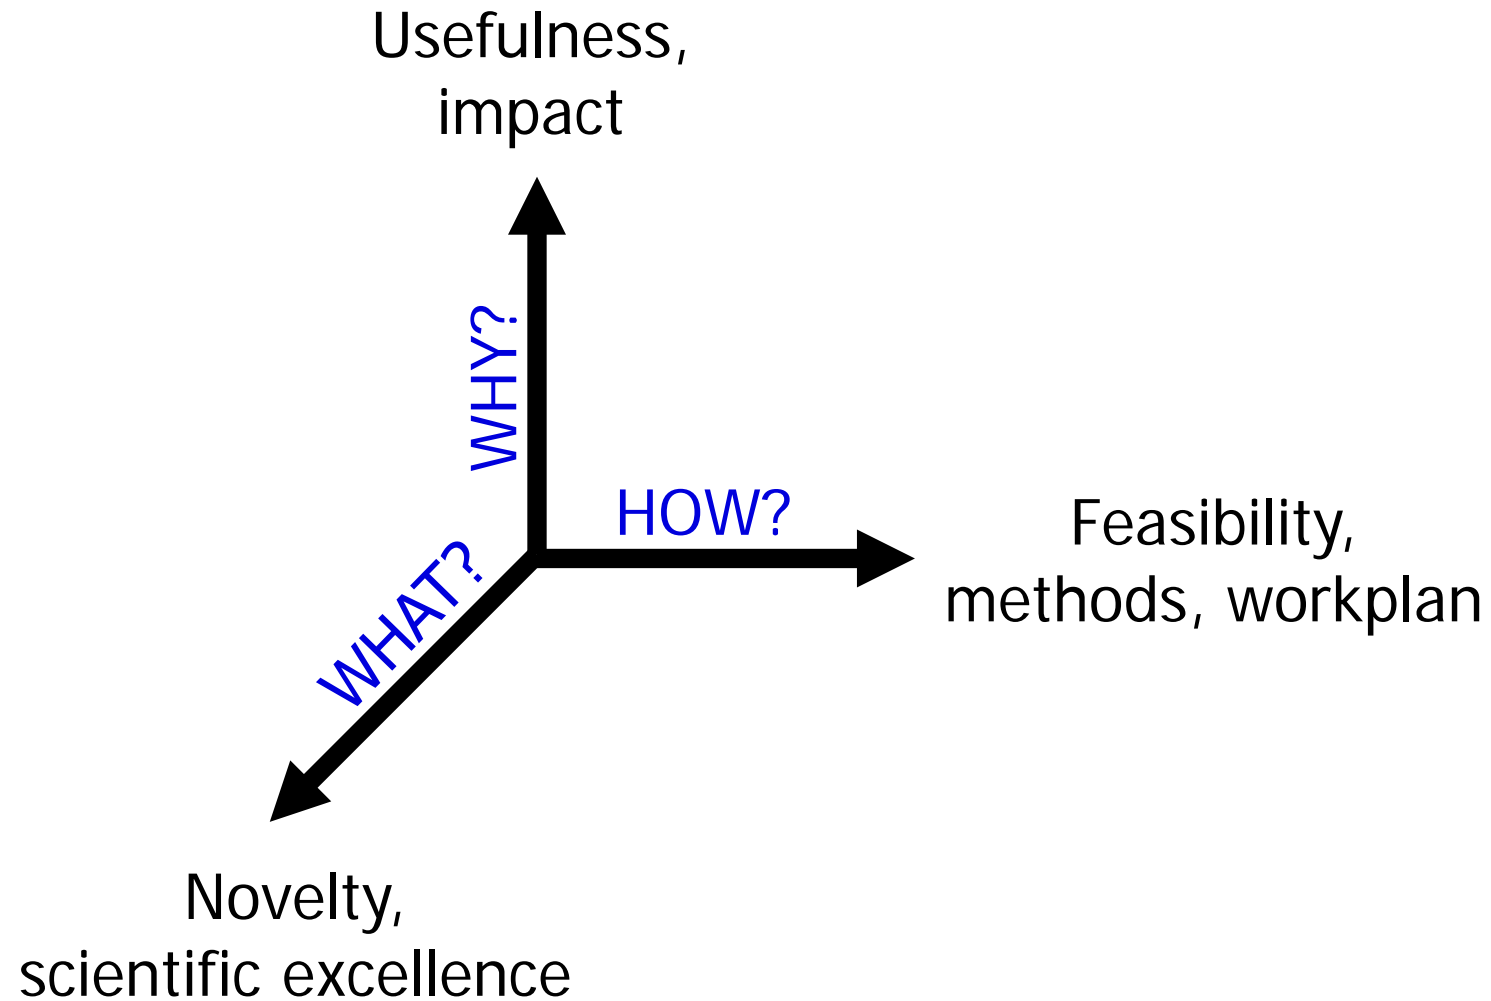 Usefulness,
impact
WHY?
HOW?
Feasibility,
methods, workplan
WHAT?
Novelty,
scientific excellence